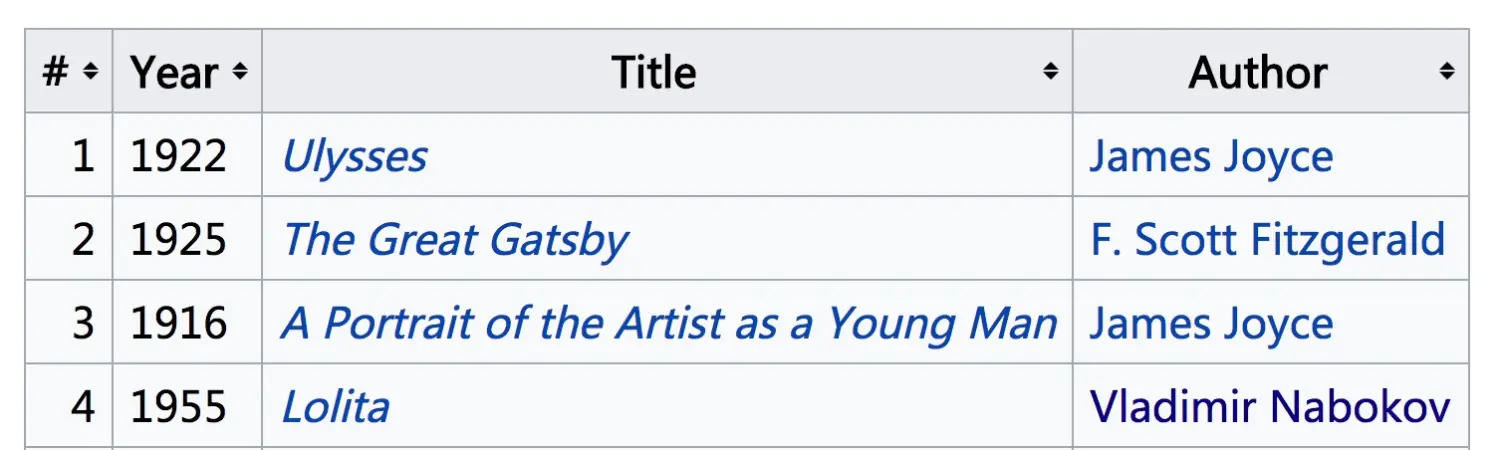 # Year Title Author
1 1922 Ulysses James Joyce
2 1925 The Great Gatsby F. Scott Fitzgerald
3 1916 A Portrait of the Artist as a Young Man James Joyce
4 1955 Lolita Vladimir Nabokov